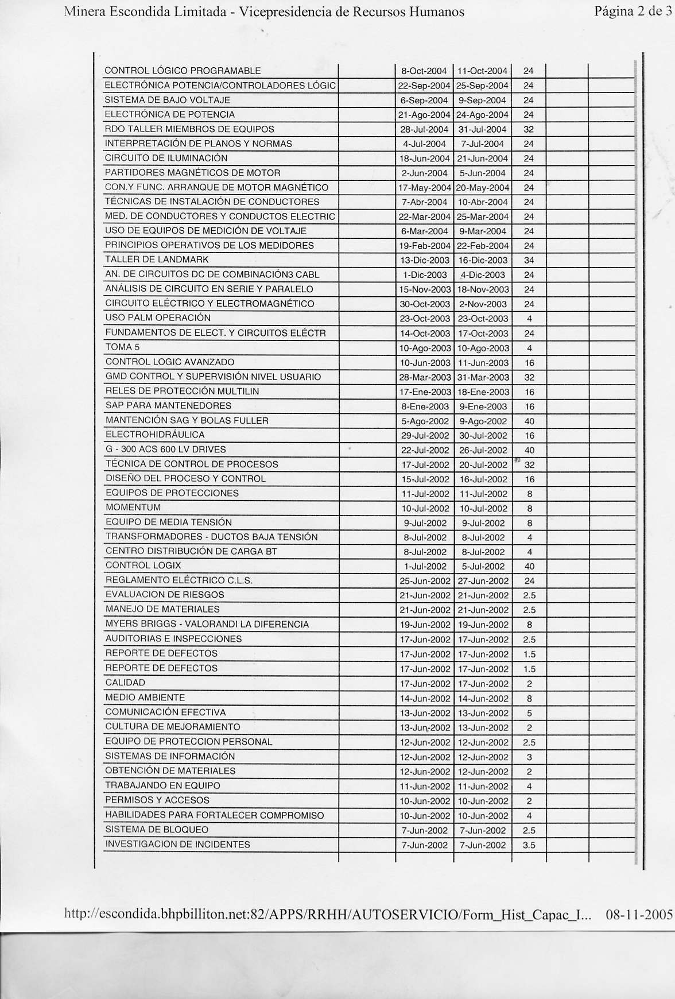 Minera Escondida Limitada - Vicepresidencia de Recursos Humanos Página 2 de 3
CONTROL LÓGICO PROGRAMABLE 8-Oct-2004 11-Oct-2004 24
ELECTRÓNICA POTENCIA/CONTROLADORES LÓGIC 22-Sep-2004 25-Sep-2004 24
SISTEMA DE BAJO VOLTAJE 6-Sep-2004 9-Sep-2004 24
ELECTRÓNICA DE POTENCIA 21-Ago-2004 24-Ago-2004 24
RDO TALLER MIEMBROS DE EQUIPOS 28-Jul-2004 31-Jul-2004 32
INTERPRETACIÓN DE PLANOS Y NORMAS 4-Jul-2004 7-Jul-2004 24
CIRCUITO DE ILUMINACIÓN 18-Jun-2004 21-Jun-2004 24
PARTIDORES MAGNÉTICOS DE MOTOR 2-Jun-2004 5-Jun-2004 24
CON.Y FUNC. ARRANQUE DE MOTOR MAGNÉTICO 17-May-2004 20-May-2004 24
TÉCNICAS DE INSTALACIÓN DE CONDUCTORES 7-Abr-2004 10-Abr-2004 24
MED. DE CONDUCTORES Y CONDUCTOS ELECTRIC 22-Mar-2004 25-Mar-2004 24
USO DE EQUIPOS DE MEDICIÓN DE VOLTAJE 6-Mar-2004 9-Mar-2004 24
PRINCIPIOS OPERATIVOS DE LOS MEDIDORES 19-Feb-2004 22-Feb-2004 24
TALLER DE LANDMARK 13-Dic-2003 16-Dic-2003 34
AN. DE CIRCUITOS DC DE COMBINACIÓN3 CABL 1-Dic-2003 4-Dic-2003 24
ANÁLISIS DE CIRCUITO EN SERIE Y PARALELO 15-Nov-2003 18-Nov-2003 24
CIRCUITO ELÉCTRICO Y ELECTROMAGNÉTICO 30-Oct-2003 2-Nov-2003 24
USO PALM OPERACIÓN 23-Oct-2003 23-Oct-2003 4
FUNDAMENTOS DE ELECT. Y CIRCUITOS ELÉCTR 14-Oct-2003 17-Oct-2003 24
TOMA 5 10-Ago-2003 10-Ago-2003 4
CONTROL LOGIC AVANZADO 10-Jun-2003 11-Jun-2003 16
GMD CONTROL Y SUPERVISIÓN NIVEL USUARIO 28-Mar-2003 31-Mar-2003 32
RELES DE PROTECCIÓN MULTILIN 17-Ene-2003 18-Ene-2003 16
SAP PARA MANTENEDORES 8-Ene-2003 9-Ene-2003 16
MANTENCIÓN SAG Y BOLAS FULLER 5-Ago-2002 9-Ago-2002 40
ELECTROHIDRÁULICA 29-Jul-2002 30-Jul-2002 16
G - 300 ACS 600 LV DRIVES 22-Jul-2002 26-Jul-2002 40
TÉCNICA DE CONTROL DE PROCESOS 17-Jul-2002 20-Jul-2002 32
DISEÑO DEL PROCESO Y CONTROL 15-Jul-2002 16-Jul-2002 16
EQUIPOS DE PROTECCIONES 11-Jul-2002 11-Jul-2002 8
MOMENTUM 10-Jul-2002 10-Jul-2002 8
EQUIPO DE MEDIA TENSIÓN 9-Jul-2002 9-Jul-2002 8
TRANSFORMADORES - DUCTOS BAJA TENSIÓN 8-Jul-2002 8-Jul-2002 4
CENTRO DISTRIBUCIÓN DE CARGA BT 8-Jul-2002 8-Jul-2002 4
CONTROL LOGIX 1-Jul-2002 5-Jul-2002 40
REGLAMENTO ELÉCTRICO C.L.S. 25-Jun-2002 27-Jun-2002 24
EVALUACION DE RIESGOS 21-Jun-2002 21-Jun-2002 2.5
MANEJO DE MATERIALES 21-Jun-2002 21-Jun-2002 2.5
MYERS BRIGGS - VALORANDI LA DIFERENCIA 19-Jun-2002 19-Jun-2002 8
AUDITORIAS E INSPECCIONES 17-Jun-2002 17-Jun-2002 2.5
REPORTE DE DEFECTOS 17-Jun-2002 17-Jun-2002 1.5
REPORTE DE DEFECTOS 17-Jun-2002 17-Jun-2002 1.5
CALIDAD 17-Jun-2002 17-Jun-2002 2
MEDIO AMBIENTE 14-Jun-2002 14-Jun-2002 8
COMUNICACIÓN EFECTIVA 13-Jun-2002 13-Jun-2002 5
CULTURA DE MEJORAMIENTO 13-Jun-2002 13-Jun-2002 2
EQUIPO DE PROTECCION PERSONAL 12-Jun-2002 12-Jun-2002 2.5
SISTEMAS DE INFORMACIÓN 12-Jun-2002 12-Jun-2002 3
OBTENCIÓN DE MATERIALES 12-Jun-2002 12-Jun-2002 2
TRABAJANDO EN EQUIPO 11-Jun-2002 11-Jun-2002 4
PERMISOS Y ACCESOS 10-Jun-2002 10-Jun-2002 2
HABILIDADES PARA FORTALECER COMPROMISO 10-Jun-2002 10-Jun-2002 4
SISTEMA DE BLOQUEO 7-Jun-2002 7-Jun-2002 2.5
INVESTIGACION DE INCIDENTES 7-Jun-2002 7-Jun-2002 3.5
http://escondida.bhpbilliton.net:82/APPS/RRHH/AUTOSERVICIO/Form_Hist_Capac_I... 08-11-2005